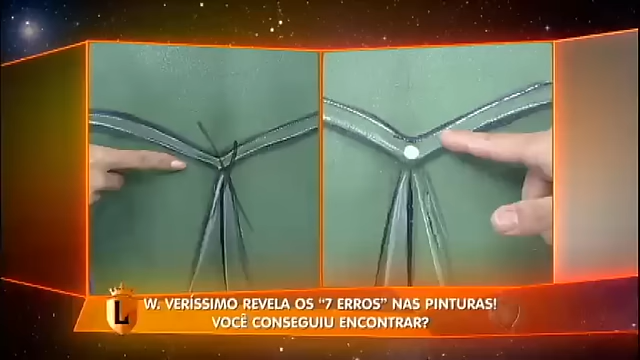 L
W. VERÍSSIMO REVELA OS “7 ERROS” NAS PINTURAS!
VOCÊ CONSEGUIU ENCONTRAR?